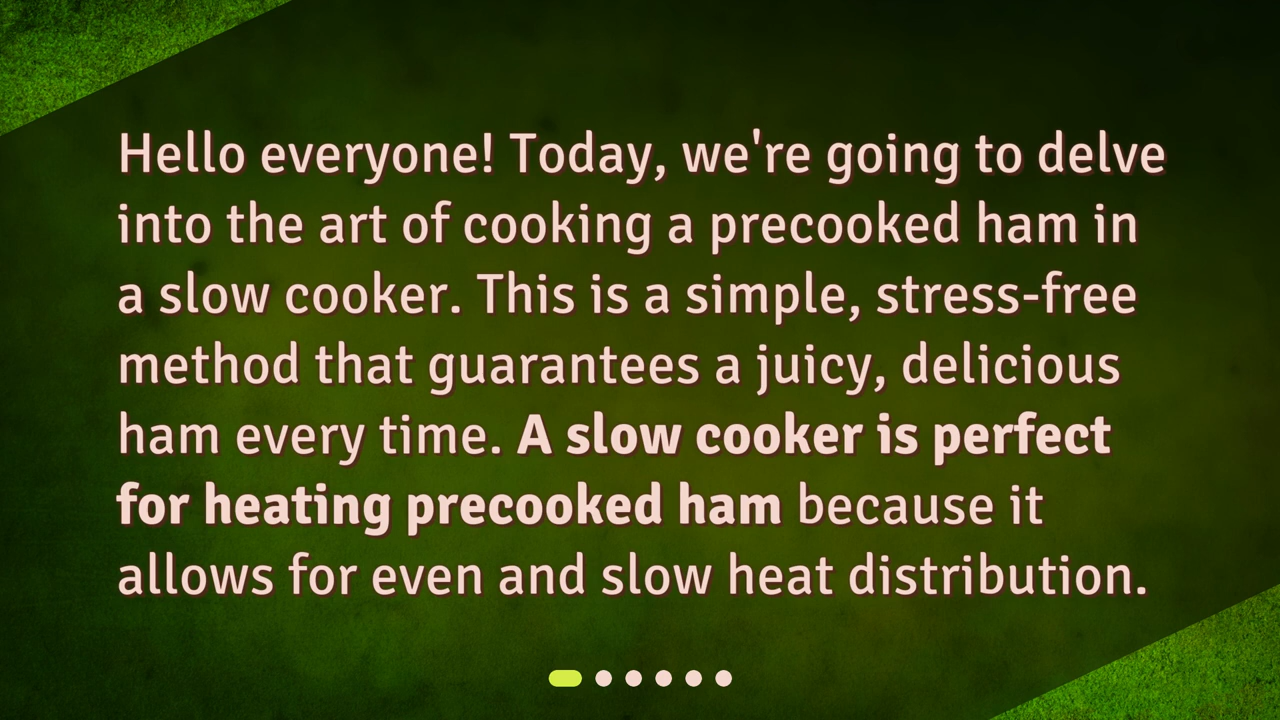 Hello everyone! Today, we're going to delve
into the art of cooking a precooked ham in
a slow cooker. This is a simple, stress-free
method that guarantees a juicy, delicious
ham every time. A slow cooker is perfect
for heating precooked ham because it
allows for even and slow heat distribution.